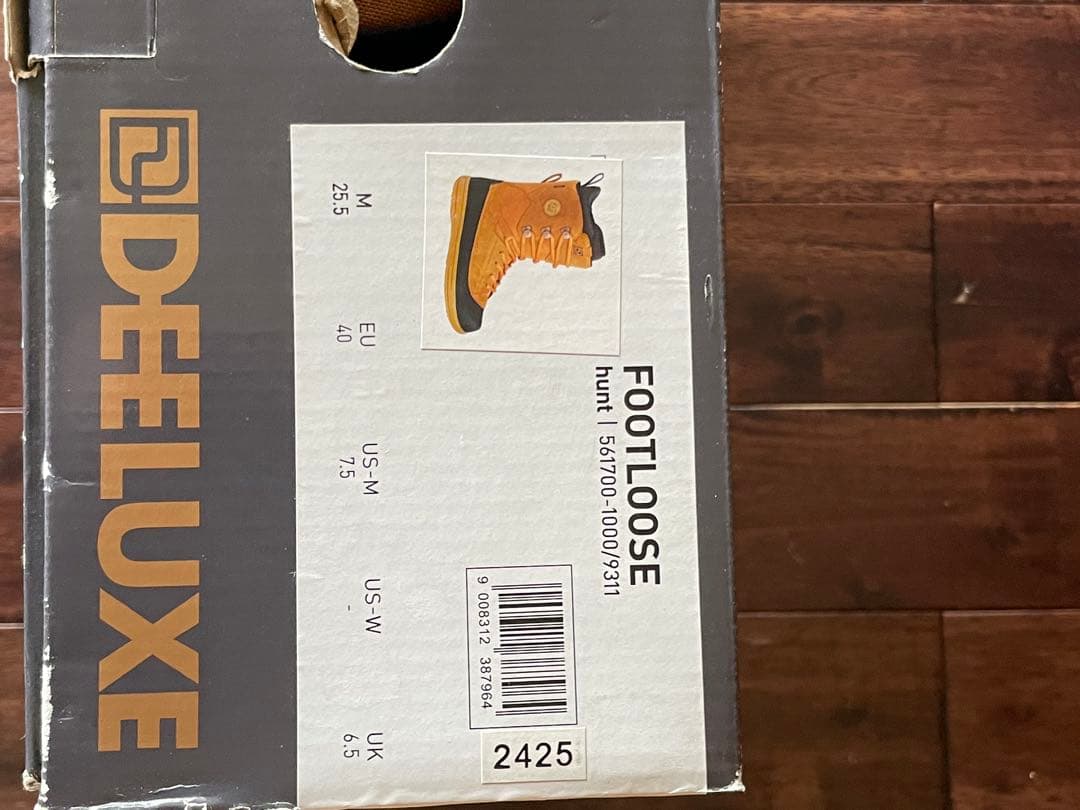 FOOTLOOSE
hunt | 561700-1000/9311
9 008312 387964
2425
M EU US-M US-W UK
25.5 40 7.5 - 6.5
DEELUXE